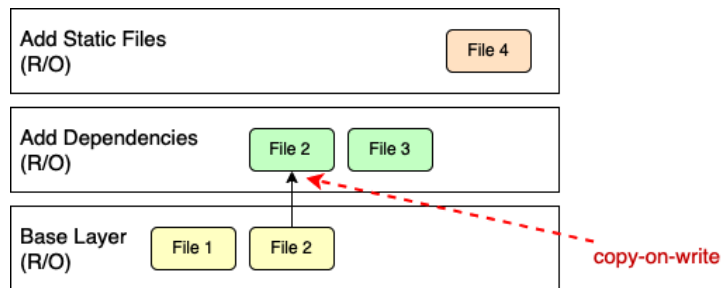 Add Static Files
(R/O)
File 4
Add Dependencies
(R/O)
File 2
File 3
Base Layer
(R/O)
File 1
File 2
copy-on-write